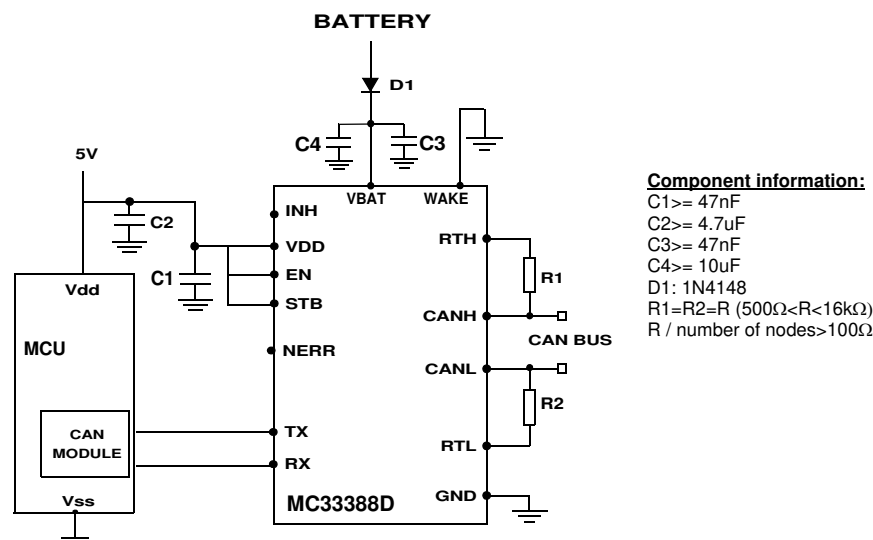 BATTERY
D1
C4
C3
5V
C2
C1
VBAT
WAKE
INH
VDD
EN
STB
NERR
TX
RX
RTH
CANH
CANL
RTL
GND
MC33388D
R1
CAN BUS
R2
Vdd
MCU
CAN
MODULE
Vss
Component information:
C1>= 47nF
C2>= 4.7uF
C3>= 47nF
C4>= 10uF
D1: 1N4148
R1=R2=R (500Ω<R<16kΩ)
R / number of nodes>100Ω